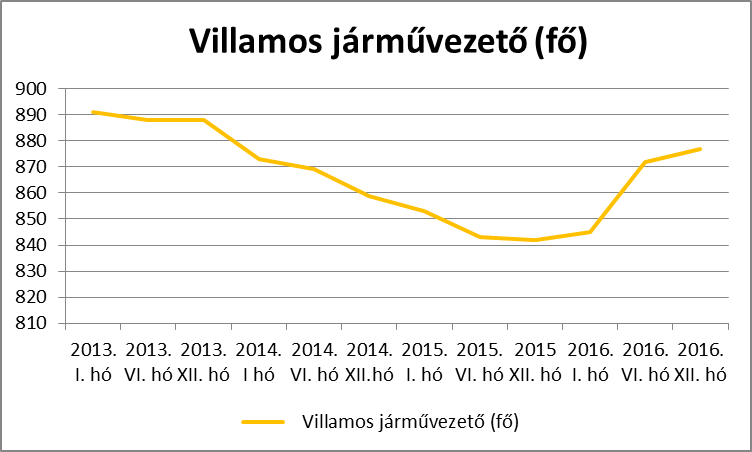 Villamos járművezető (fő)
900
890
880
870
860
850
840
830
820
810
2013. 2013. 2013. 2014. 2014. 2014. 2015. 2015. 2015 2016. 2016. 2016.
I. hó VI. hó XII. hó I hó VI. hó XII.hó I. hó VI. hó XII. hó I. hó VI. hó XII. hó
Villamos járművezető (fő)